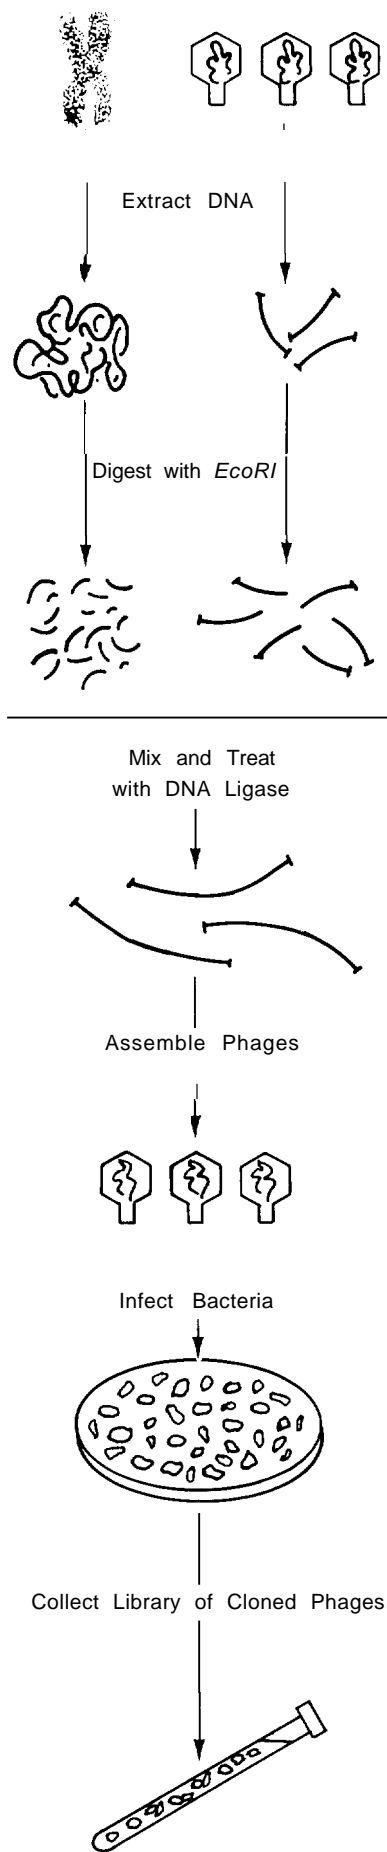 Extract DNA
Digest with EcoRI
Mix and Treat
with DNA Ligase
Assemble Phages
Infect Bacteria
Collect Library of Cloned Phages